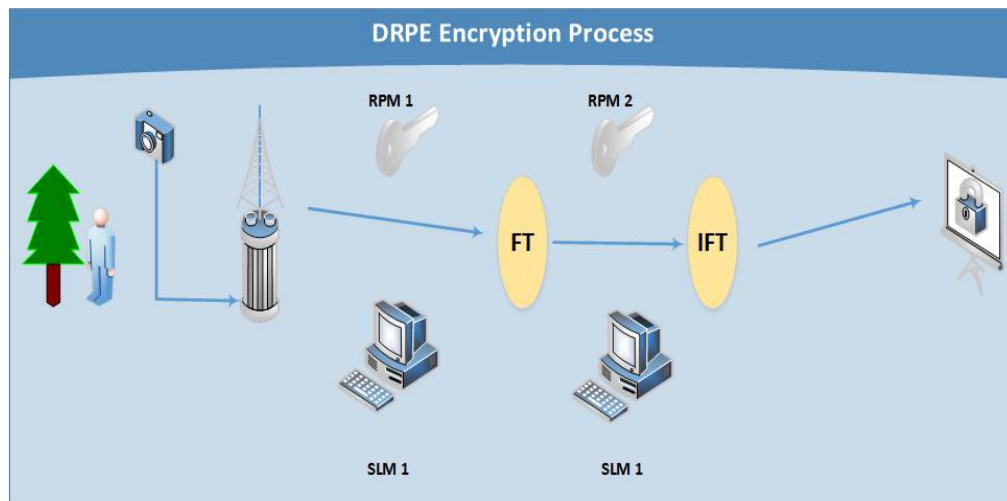 DRPE Encryption Process
RPM 1
RPM 2
FT
IFT
SLM 1
SLM 1